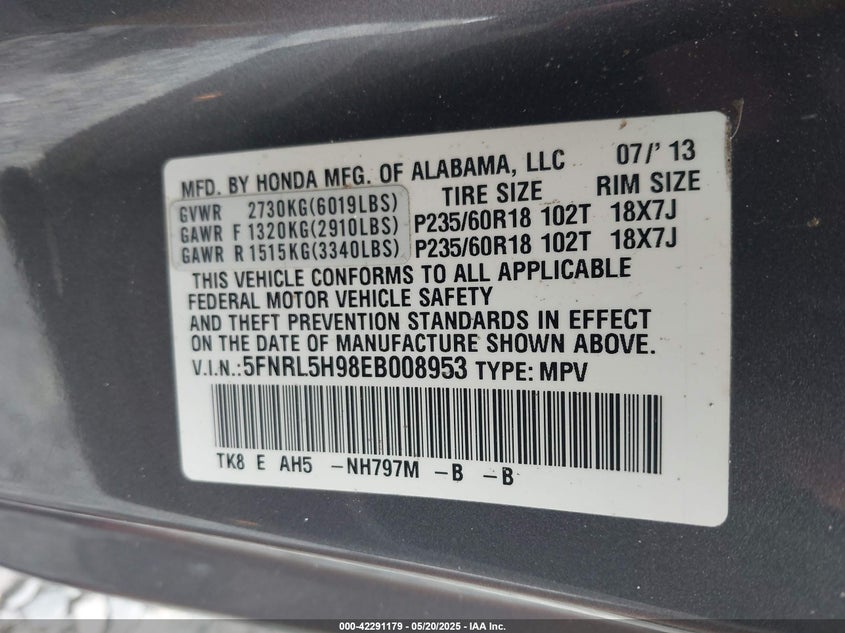 MFD. BY HONDA MFG. OF ALABAMA, LLC 07/' 13
TIRE SIZE RIM SIZE
GVWR 2730KG(6019LBS)
GAWR F 1320KG(2910LBS) P235/60R18 102T 18X7J
GAWR R 1515KG(3340LBS) P235/60R18 102T 18X7J
THIS VEHICLE CONFORMS TO ALL APPLICABLE
FEDERAL MOTOR VEHICLE SAFETY
AND THEFT PREVENTION STANDARDS IN EFFECT
ON THE DATE OF MANUFACTURE SHOWN ABOVE.
V.I.N.:5FNRL5H98EB008953 TYPE: MPV
TK8 E AH5 -NH797M -B -B
000-42291179 - 05/20/2025 - IAA Inc.